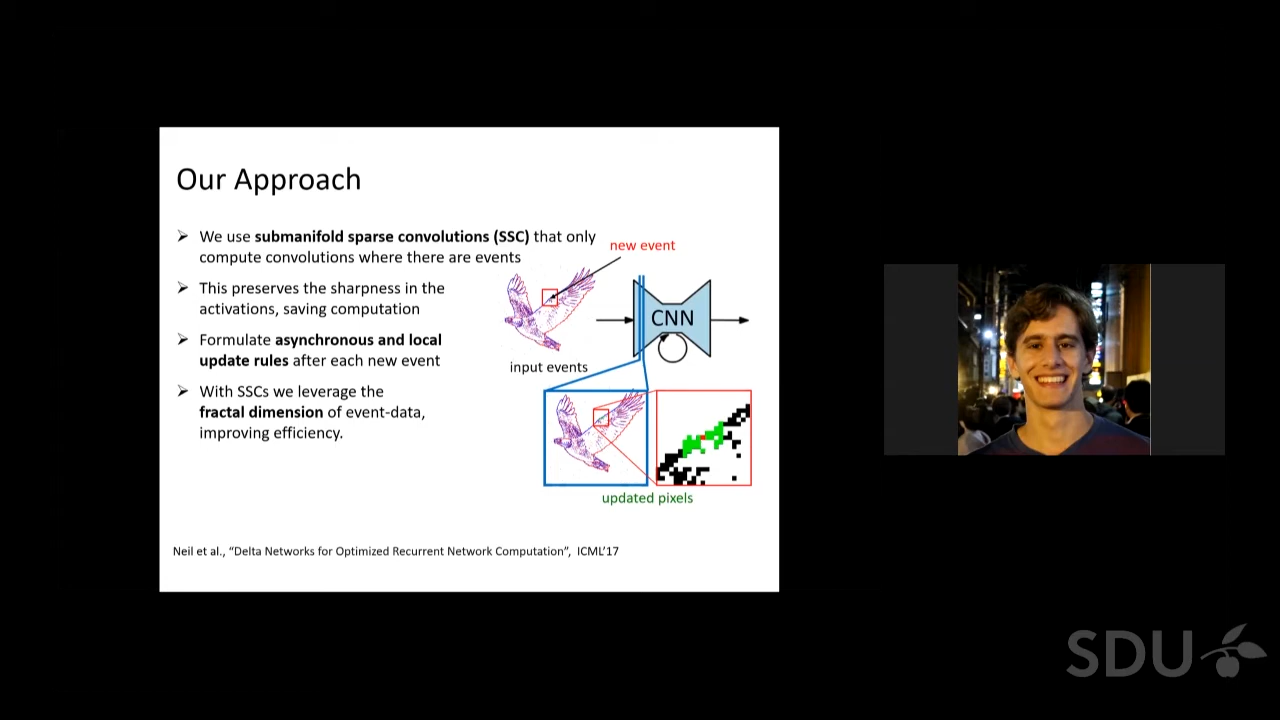 Our Approach
➢ We use submanifold sparse convolutions (SSC) that only
compute convolutions where there are events
➢ This preserves the sharpness in the
activations, saving computation
➢ Formulate asynchronous and local
update rules after each new event
➢ With SSCs we leverage the
fractal dimension of event-data,
improving efficiency.
new event
CNN
input events
updated pixels
Neil et al., “Delta Networks for Optimized Recurrent Network Computation”, ICML’17
SDU